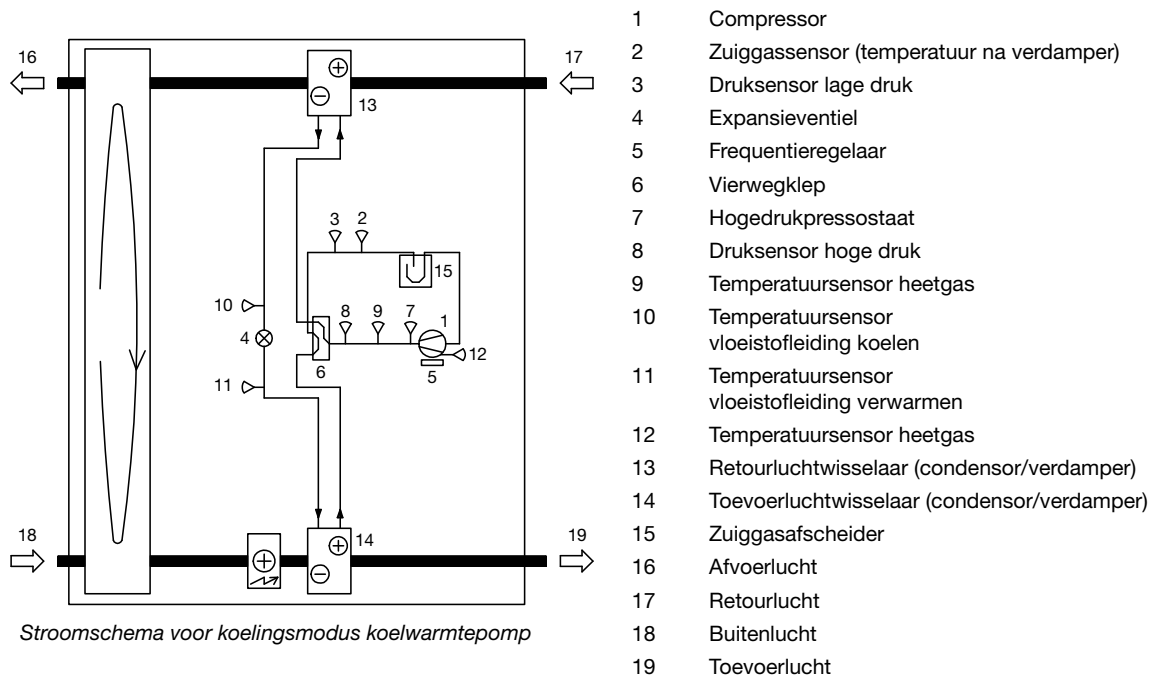 16
17
13
3 2
15
10
8 9 7 1
4
12
6
5
11
18
14
19
Stroomschema voor koelingsmodus koelwarmtepomp
1 Compressor
2 Zuiggassensor (temperatuur na verdamper)
3 Druksensor lage druk
4 Expansieventiel
5 Frequentieregelaar
6 Vierwegklep
7 Hogedrukpressostaat
8 Druksensor hoge druk
9 Temperatuursensor heetgas
10 Temperatuursensor
vloeistofleiding koelen
11 Temperatuursensor
vloeistofleiding verwarmen
12 Temperatuursensor heetgas
13 Retourluchtwisselaar (condensor/verdamper)
14 Toevoerluchtwisselaar (condensor/verdamper)
15 Zuiggasafscheider
16 Afvoerlucht
17 Retourlucht
18 Buitenlucht
19 Toevoerlucht